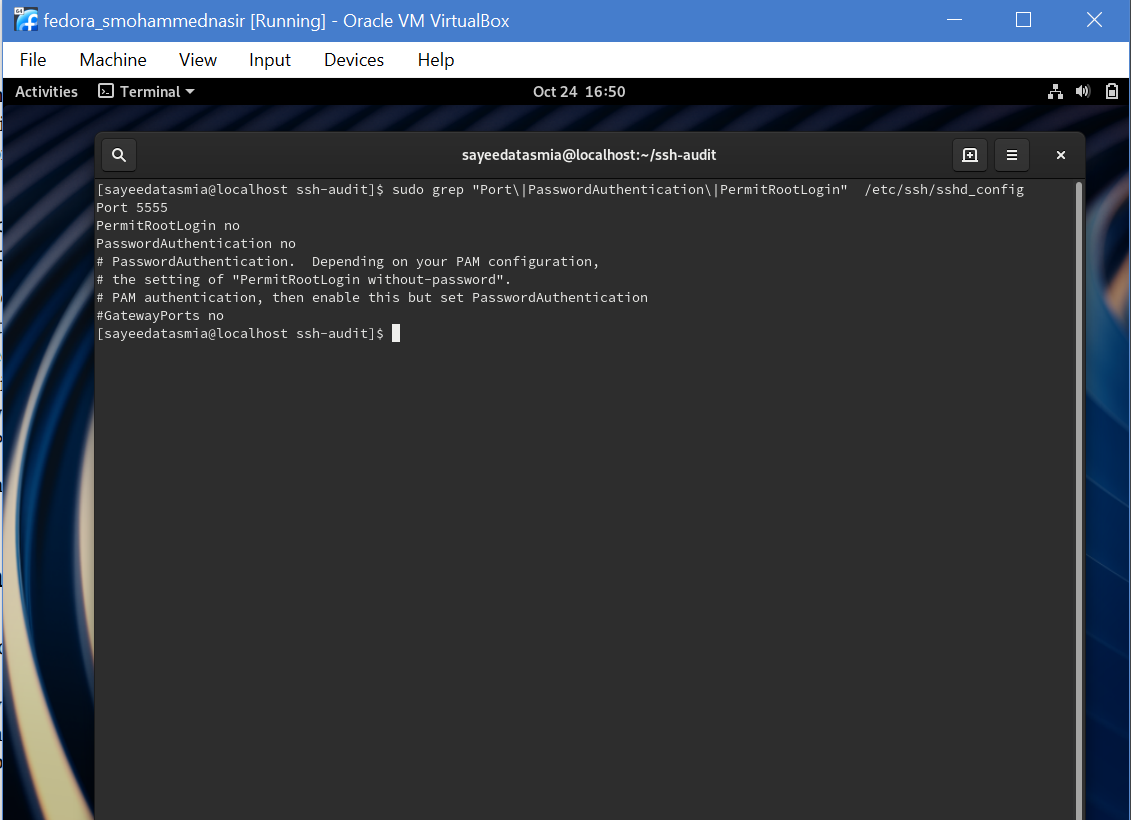 fedora_smohammednasir [Running] - Oracle VM VirtualBox
File Machine View Input Devices Help
Activities Terminal Oct 24 16:50
sayeedatasmia@localhost:~/ssh-audit
[sayeedatasmia@localhost ssh-audit]$ sudo grep "Port\|PasswordAuthentication\|PermitRootLogin"  /etc/ssh/sshd_config
Port 5555
PermitRootLogin no
PasswordAuthentication no
# PasswordAuthentication.  Depending on your PAM configuration,
# the setting of "PermitRootLogin without-password".
# PAM authentication, then enable this but set PasswordAuthentication
#GatewayPorts no
[sayeedatasmia@localhost ssh-audit]$